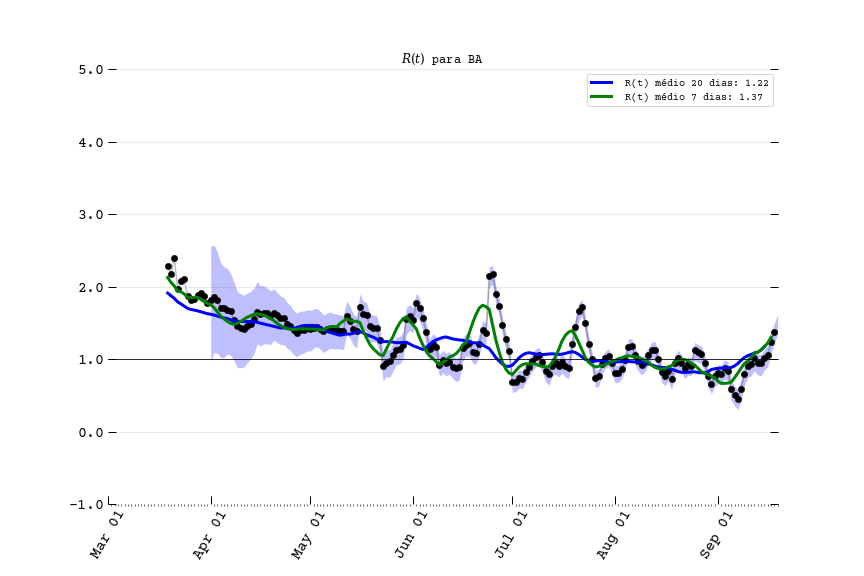 R(t) para BA
5.0
R(t) médio 20 dias: 1.22
R(t) médio 7 dias: 1.37
4.0
3.0
2.0
1.0
0.0
-1.0
Mar 01
Apr 01
May 01
Jun 01
Jul 01
Aug 01
Sep 01